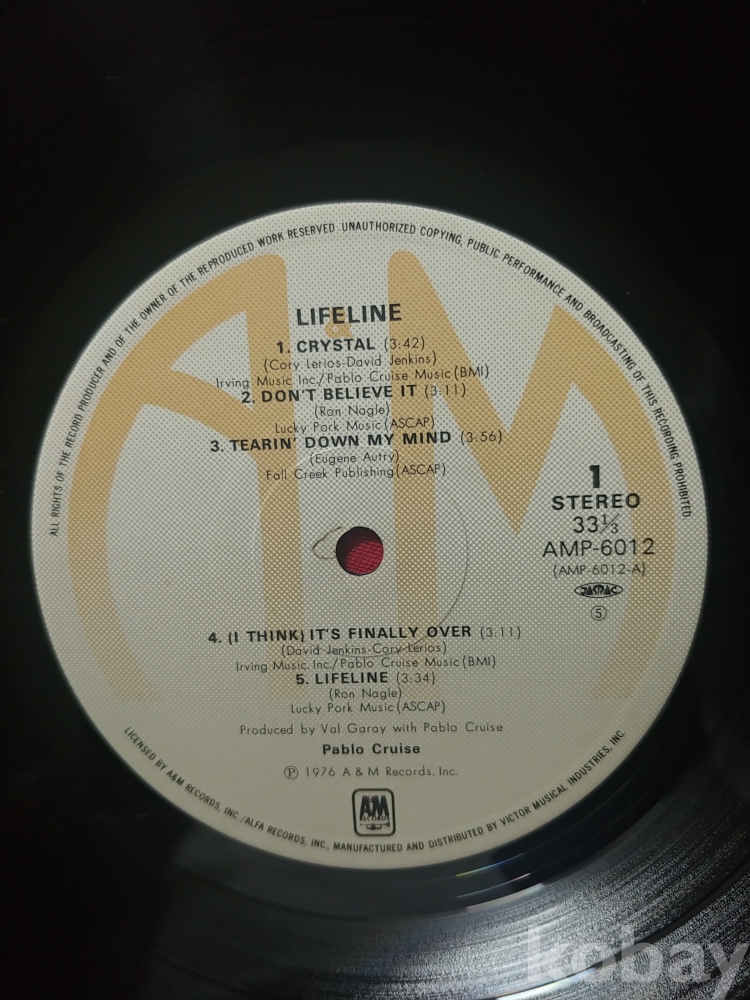 ALL RIGHTS OF THE RECORD PRODUCER AND OF THE OWNER OF THE REPRODUCED WORK RESERVED. UNAUTHORIZED COPYING, PUBLIC PERFORMANCE AND BROADCASTING OF THIS RECORDING PROHIBITED
LIFELINE
1. CRYSTAL (3:42)
(Cory Lerios-David Jenkins)
Irving Music Inc./Pablo Cruise Music (BMI)
2. DON'T BELIEVE IT (3:11)
(Ron Nagle)
Lucky Pork Music (ASCAP)
3. TEARIN' DOWN MY MIND (3:56)
(Eugene Autry)
Fall Creek Publishing (ASCAP)
1
STEREO
33⅓
AMP-6012
(AMP-6012-A)
JASRAC
⑤
4. (I THINK) IT'S FINALLY OVER (3:11)
(David Jenkins-Cory Lerios)
Irving Music. Inc./Pablo Cruise Music (BMI)
5. LIFELINE (3:34)
(Ron Nagle)
Lucky Pork Music (ASCAP)
Produced by Val Garay with Pablo Cruise
Pablo Cruise
Ⓟ 1976 A & M Records, Inc.
A&M
RECORDS
LICENSED BY A&M RECORDS, INC./ALFA RECORDS, INC., MANUFACTURED AND DISTRIBUTED BY VICTOR MUSICAL INDUSTRIES, INC.
kobay